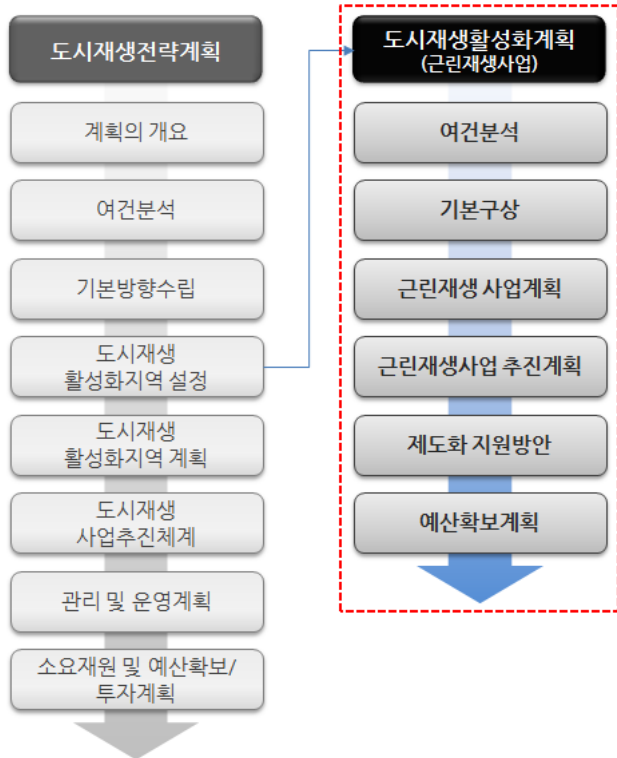 도시재생전략계획
계획의 개요
여건분석
기본방향수립
도시재생
활성화지역 설정
도시재생
활성화지역 계획
도시재생
사업추진체계
관리 및 운영계획
소요재원 및 예산확보/
투자계획
도시재생활성화계획
(근린재생사업)
여건분석
기본구상
근린재생 사업계획
근린재생사업 추진계획
제도화 지원방안
예산확보계획